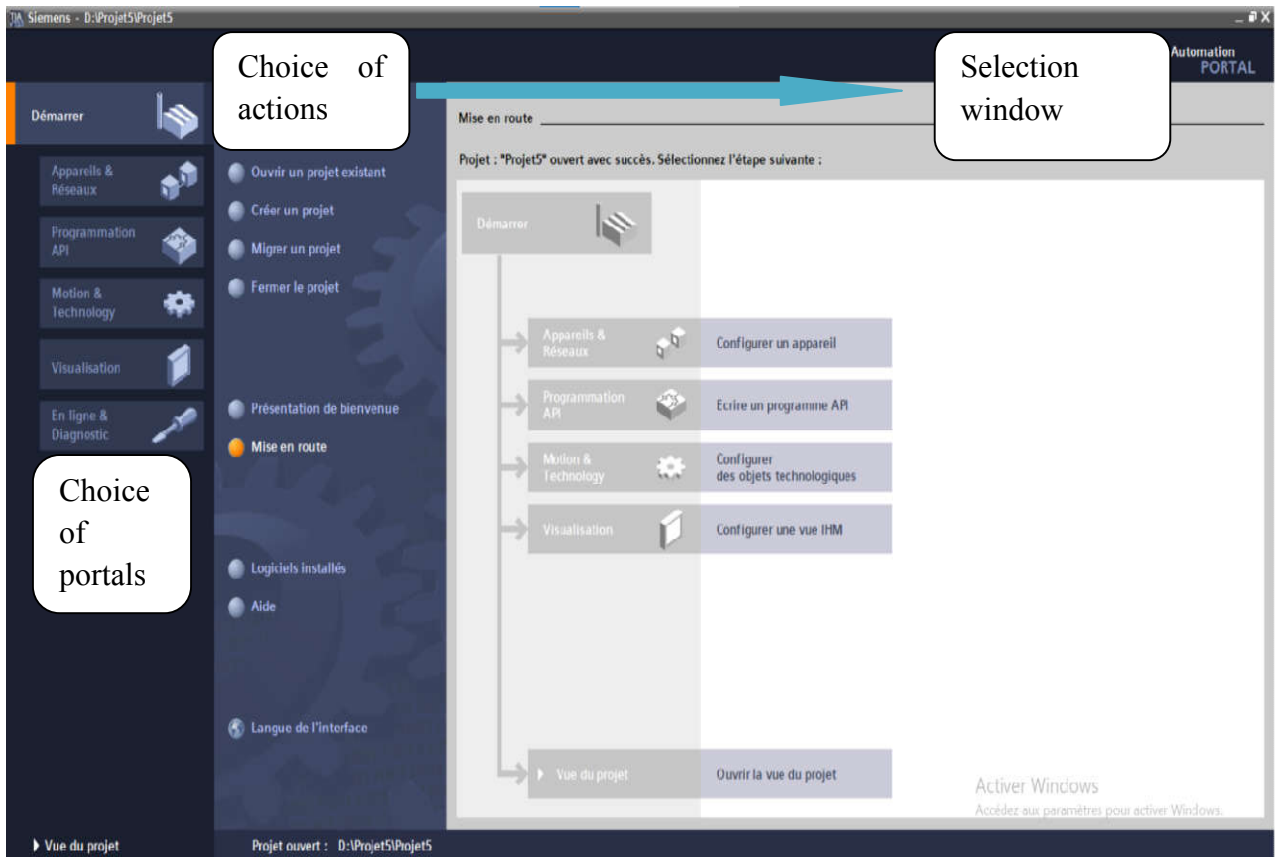 Siemens - D:\Projet5\Projet5
Automation
PORTAL
Choice of
actions
Selection
window
Démarrer
Appareils &
Réseaux
Programmation
API
Motion &
Technology
Visualisation
En ligne &
Diagnostic
Choice
of
portals
Ouvrir un projet existant
Créer un projet
Migrer un projet
Fermer le projet
Présentation de bienvenue
Mise en route
Logiciels installés
Aide
Langue de l'interface
Mise en route
Projet : "Projet5" ouvert avec succès. Sélectionnez l'étape suivante :
Démarrer
Appareils &
Réseaux
Configurer un appareil
Programmation
API
Ecrire un programme API
Motion &
Technology
Configurer
des objets technologiques
Visualisation
Configurer une vue IHM
Vue du projet
Ouvrir la vue du projet
Activer Windows
Accédez aux paramètres pour activer Windows.
Vue du projet
Projet ouvert : D:\Projet5\Projet5